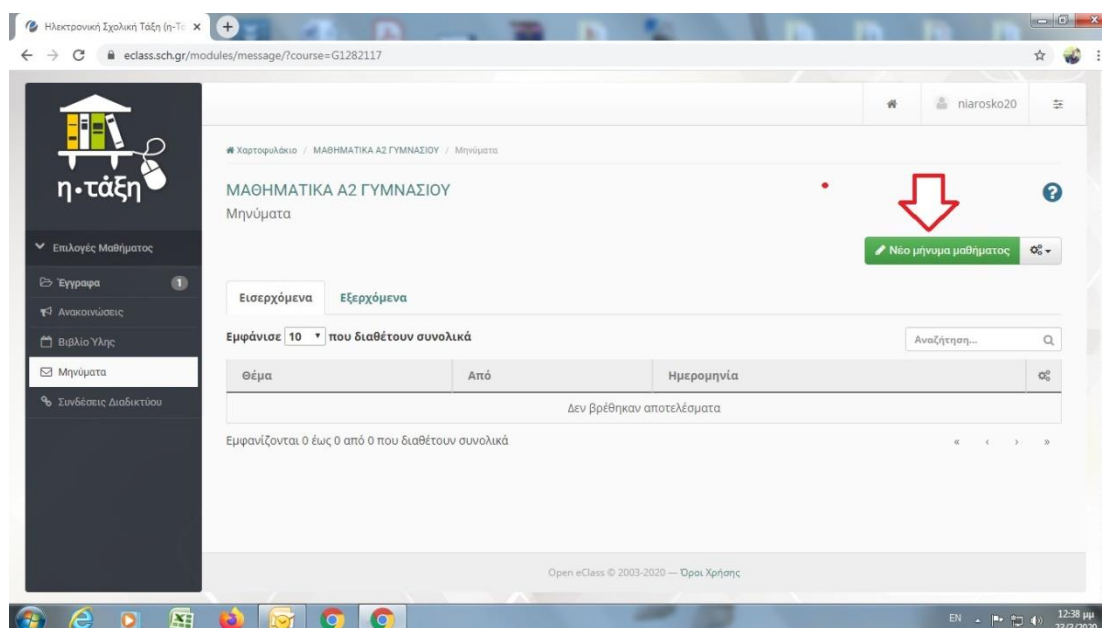 Ηλεκτρονική Σχολική Τάξη (η-Τά
eclass.sch.gr/modules/message/?course=G1282117
η•τάξη
niarosko20
Χαρτοφυλάκιο / ΜΑΘΗΜΑΤΙΚΑ Α2 ΓΥΜΝΑΣΙΟΥ / Μηνύματα
ΜΑΘΗΜΑΤΙΚΑ Α2 ΓΥΜΝΑΣΙΟΥ
Μηνύματα
Νέο μήνυμα μαθήματος
Επιλογές Μαθήματος
Έγγραφα 1
Ανακοινώσεις
Βιβλίο Ύλης
Μηνύματα
Συνδέσεις Διαδικτύου
Εισερχόμενα Εξερχόμενα
Εμφάνισε 10 που διαθέτουν συνολικά
Αναζήτηση...
Θέμα Από Ημερομηνία
Δεν βρέθηκαν αποτελέσματα
Εμφανίζονται 0 έως 0 από 0 που διαθέτουν συνολικά
« ‹ › »
Open eClass © 2003-2020 — Όροι Χρήσης
EN
12:38 μμ
23/3/2020